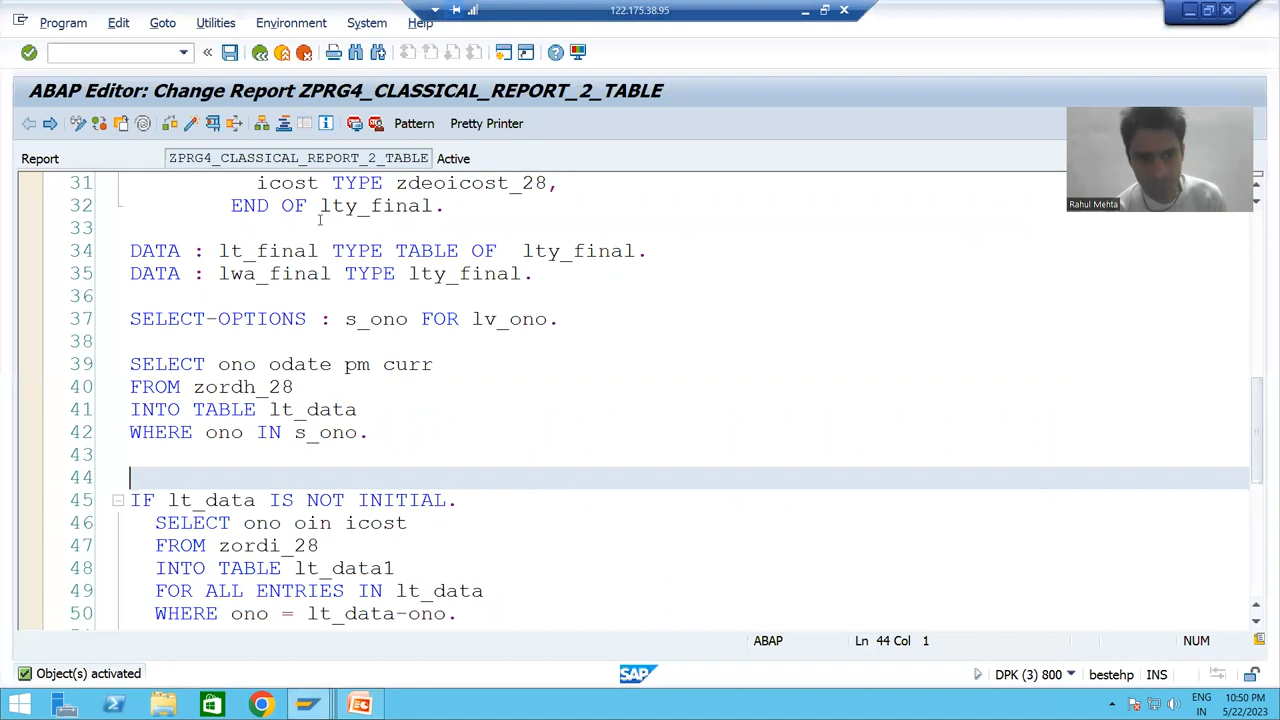 Program Edit Goto Utilities Environment System Help
122.175.38.95
ABAP Editor: Change Report ZPRG4_CLASSICAL_REPORT_2_TABLE
Pattern Pretty Printer
Report ZPRG4_CLASSICAL_REPORT_2_TABLE Active
Rahul Mehta
31 icost TYPE zdeoicost_28,
32 END OF lty_final.
33
34 DATA : lt_final TYPE TABLE OF lty_final.
35 DATA : lwa_final TYPE lty_final.
36
37 SELECT-OPTIONS : s_ono FOR lv_ono.
38
39 SELECT ono odate pm curr
40 FROM zordh_28
41 INTO TABLE lt_data
42 WHERE ono IN s_ono.
43
44
45 IF lt_data IS NOT INITIAL.
46 SELECT ono oin icost
47 FROM zordi_28
48 INTO TABLE lt_data1
49 FOR ALL ENTRIES IN lt_data
50 WHERE ono = lt_data-ono.
ABAP Ln 44 Col 1 NUM
Object(s) activated SAP DPK (3) 800 bestehp INS
ENG 10:50 PM
IN 5/22/2023